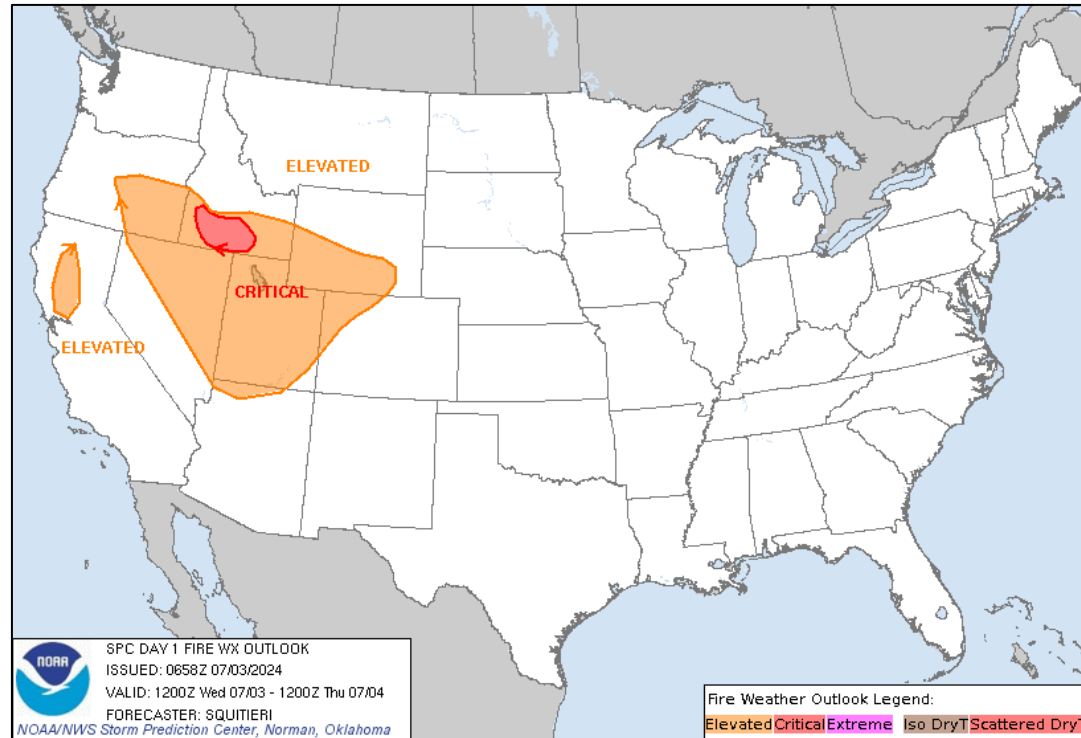 ELEVATED
CRITICAL
ELEVATED
NOAA
SPC DAY 1 FIRE WX OUTLOOK
ISSUED: 0658Z 07/03/2024
VALID: 1200Z Wed 07/03 - 1200Z Thu 07/04
FORECASTER: SQUITIERI
NOAA/NWS Storm Prediction Center, Norman, Oklahoma
Fire Weather Outlook Legend:
Elevated Critical Extreme Iso DryT Scattered DryT